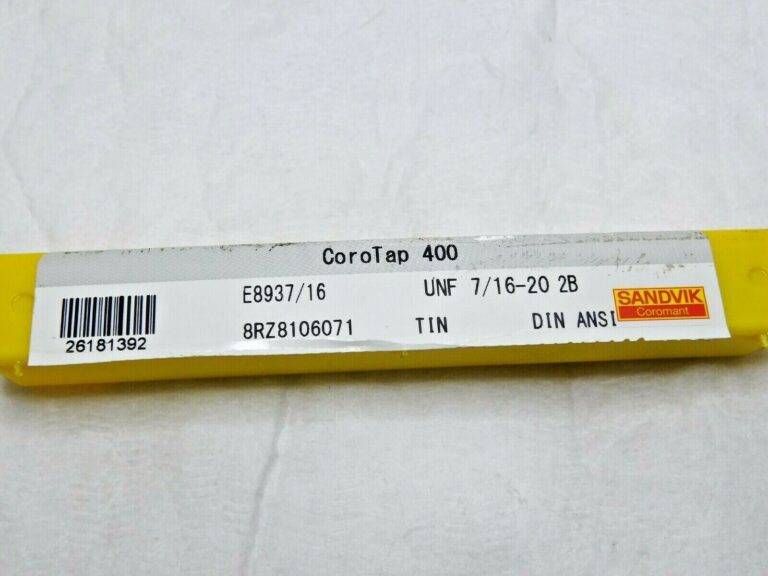 CoroTap 400
E8937/16 UNF 7/16-20 2B
8RZ8106071 TIN DIN ANSI
26181392
SANDVIK
Coromant